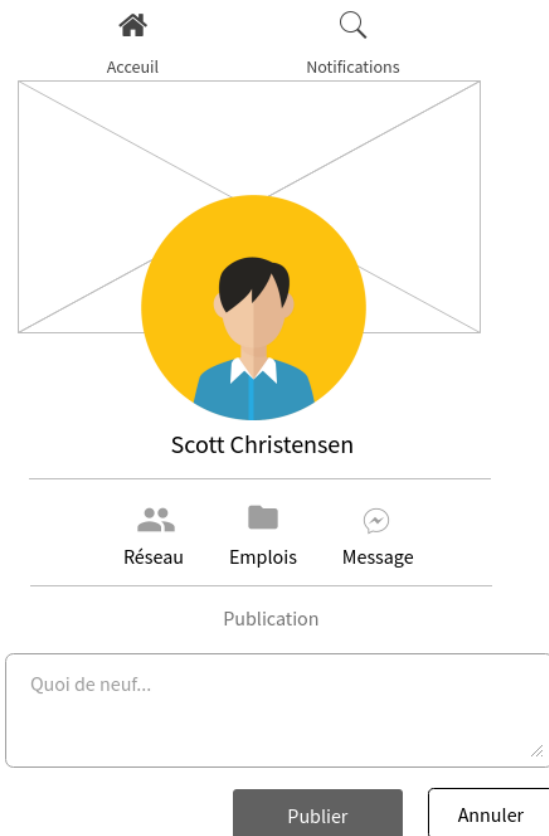 Acceuil Notifications
Scott Christensen
Réseau Emplois Message
Publication
Quoi de neuf...
Publier Annuler